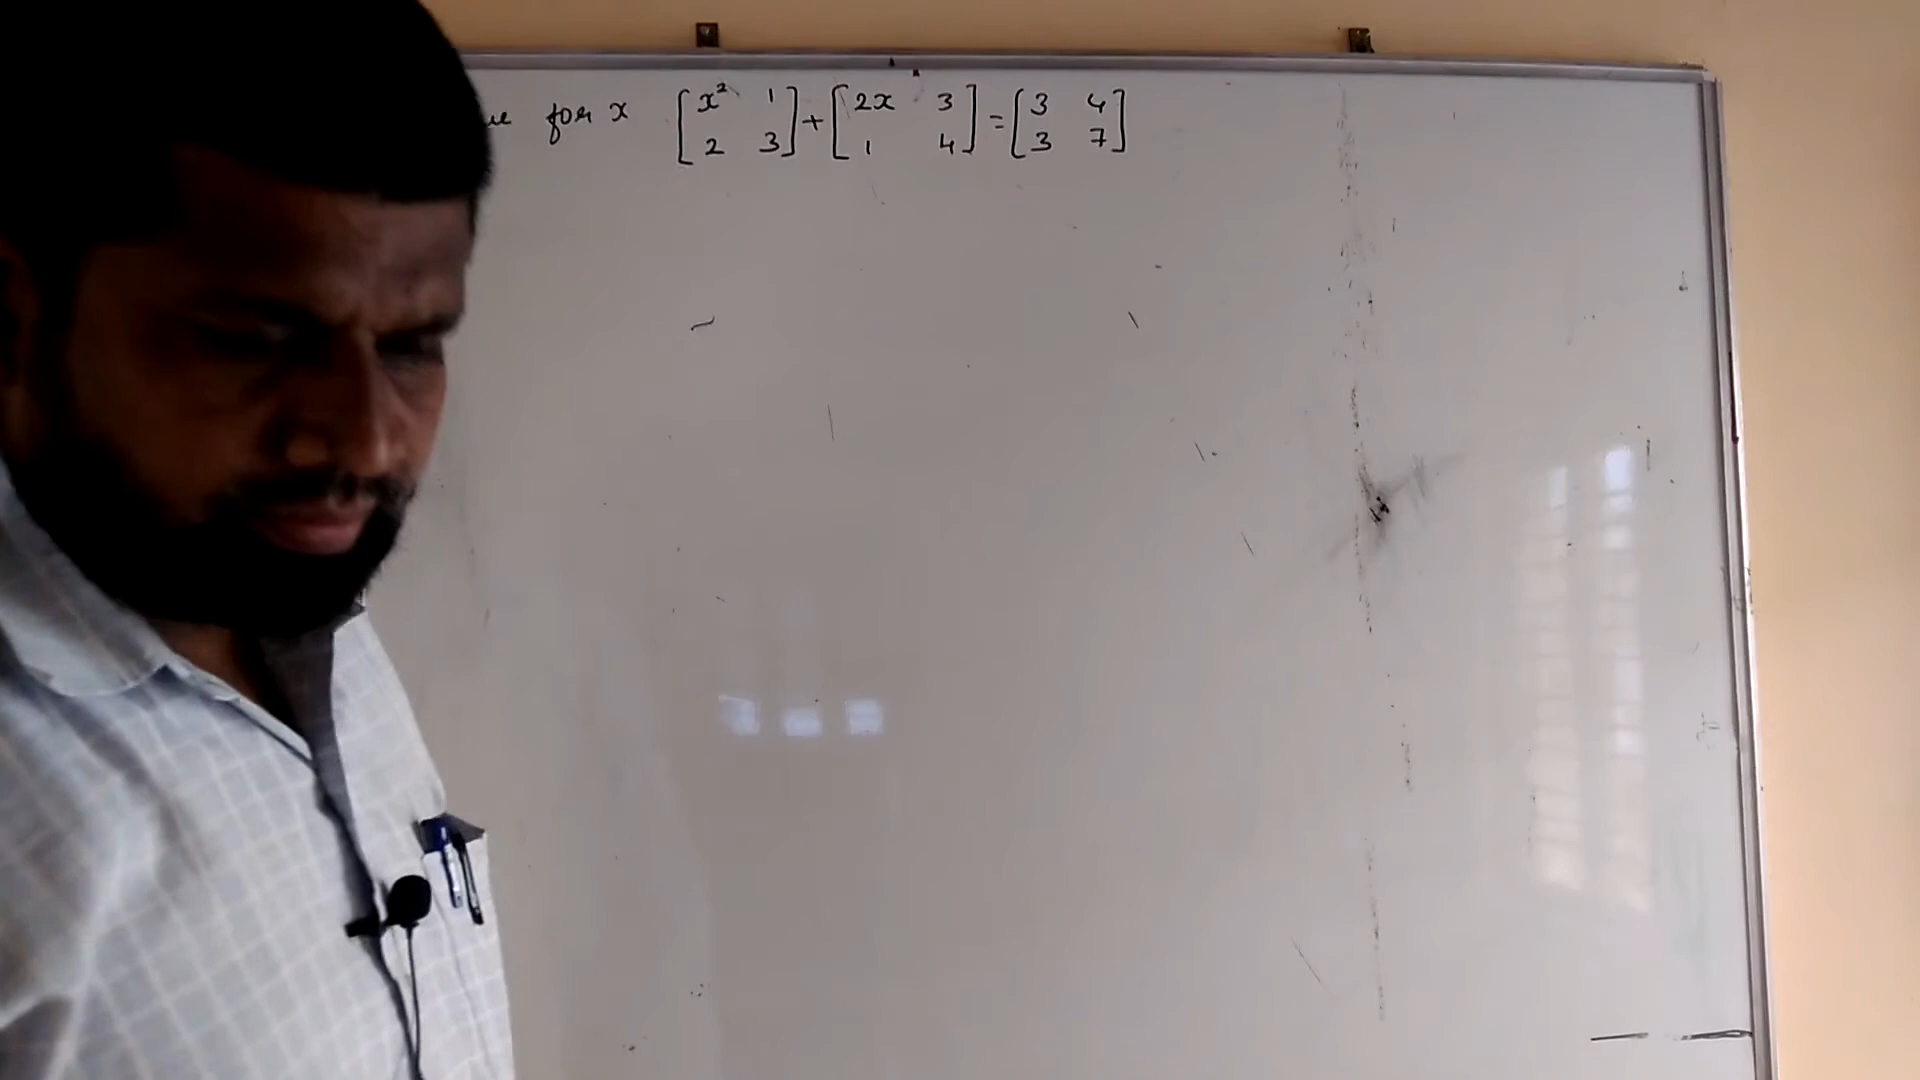 for x [x² 1 2 3] + [2x 3 1 4] = [3 4 3 7]